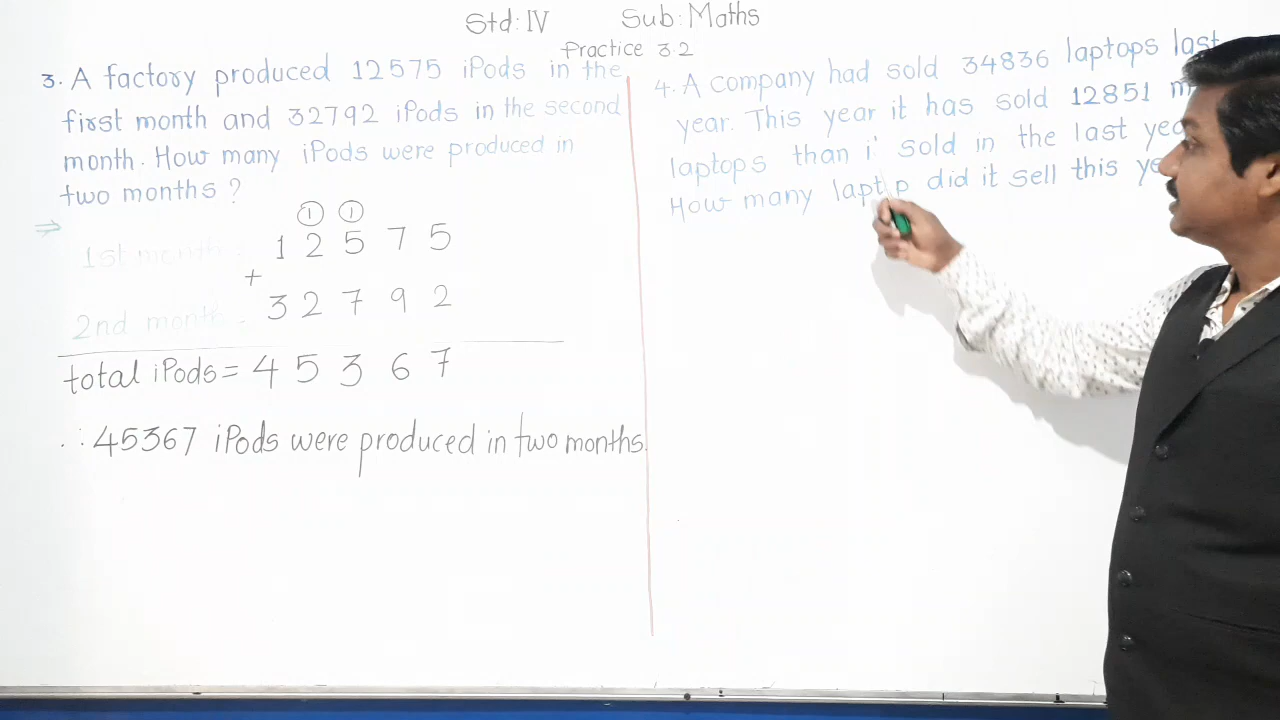 Std: IV Sub: Maths
Practice 3.2
3. A factory produced 12575 iPods in the
first month and 32792 iPods in the second
month. How many iPods were produced in
two months ?
⇒
1 1
1st month 1 2 5 7 5
+
2nd month - 3 2 7 9 2
total iPods = 4 5 3 6 7
∴ 45367 iPods were produced in two months.
4. A company had sold 34836 laptops last
year. This year it has sold 12851
laptops than sold in the last
How many did it sell this